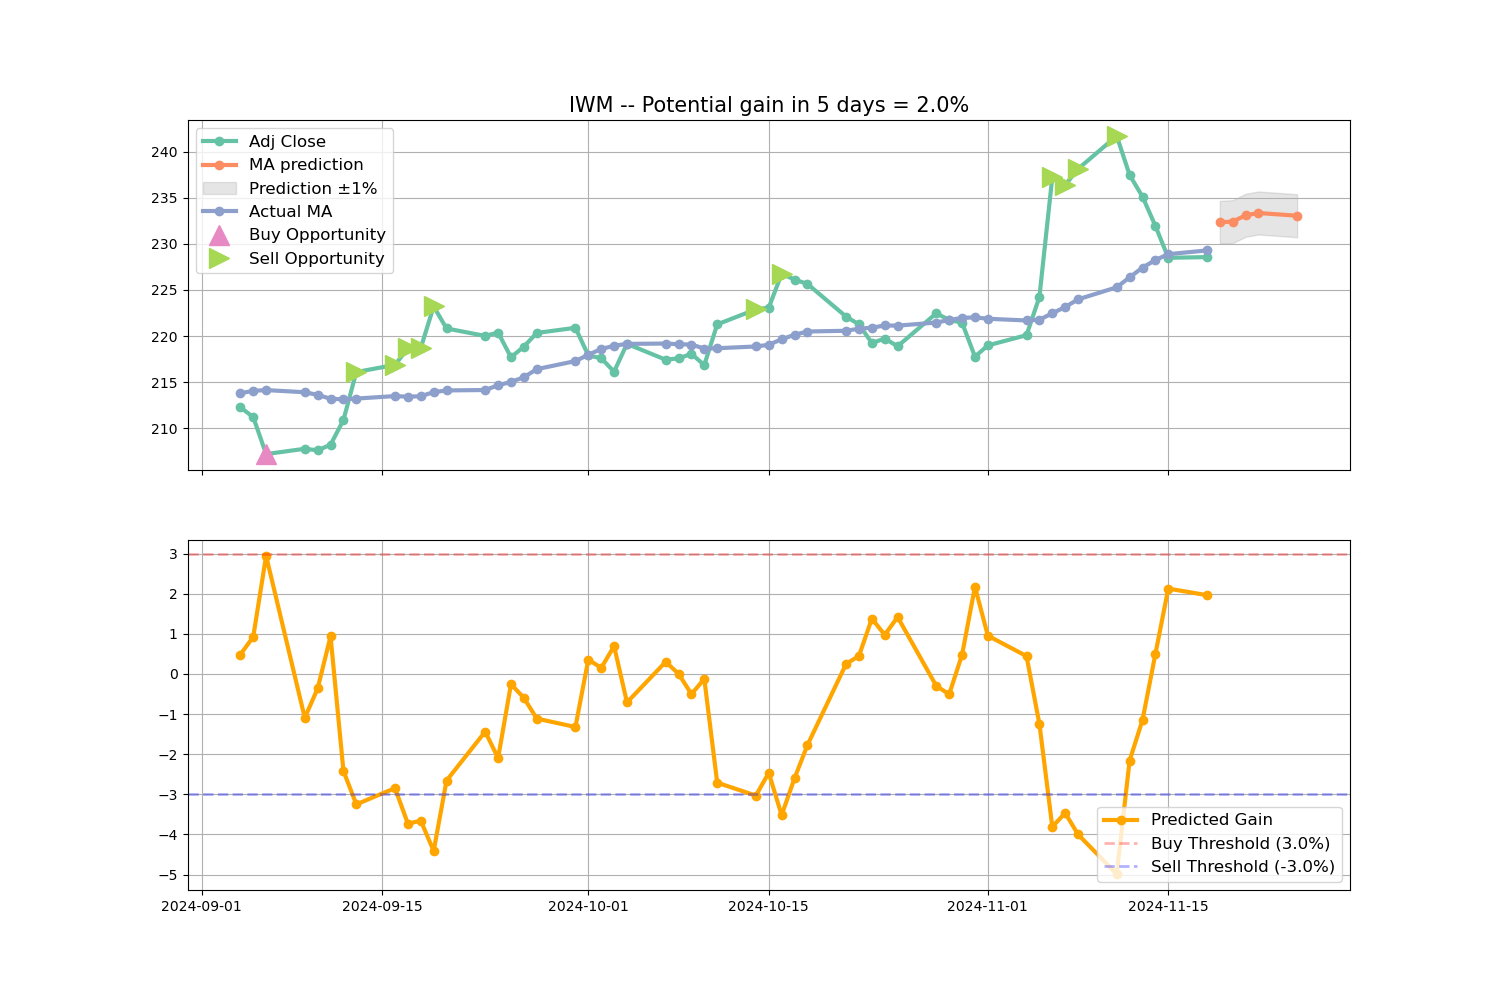 IWM -- Potential gain in 5 days = 2.0%
Adj Close
MA prediction
Prediction ±1%
Actual MA
Buy Opportunity
Sell Opportunity
240
235
230
225
220
215
210
3
2
1
0
−1
−2
−3
−4
−5
Predicted Gain
Buy Threshold (3.0%)
Sell Threshold (-3.0%)
2024-09-01
2024-09-15
2024-10-01
2024-10-15
2024-11-01
2024-11-15